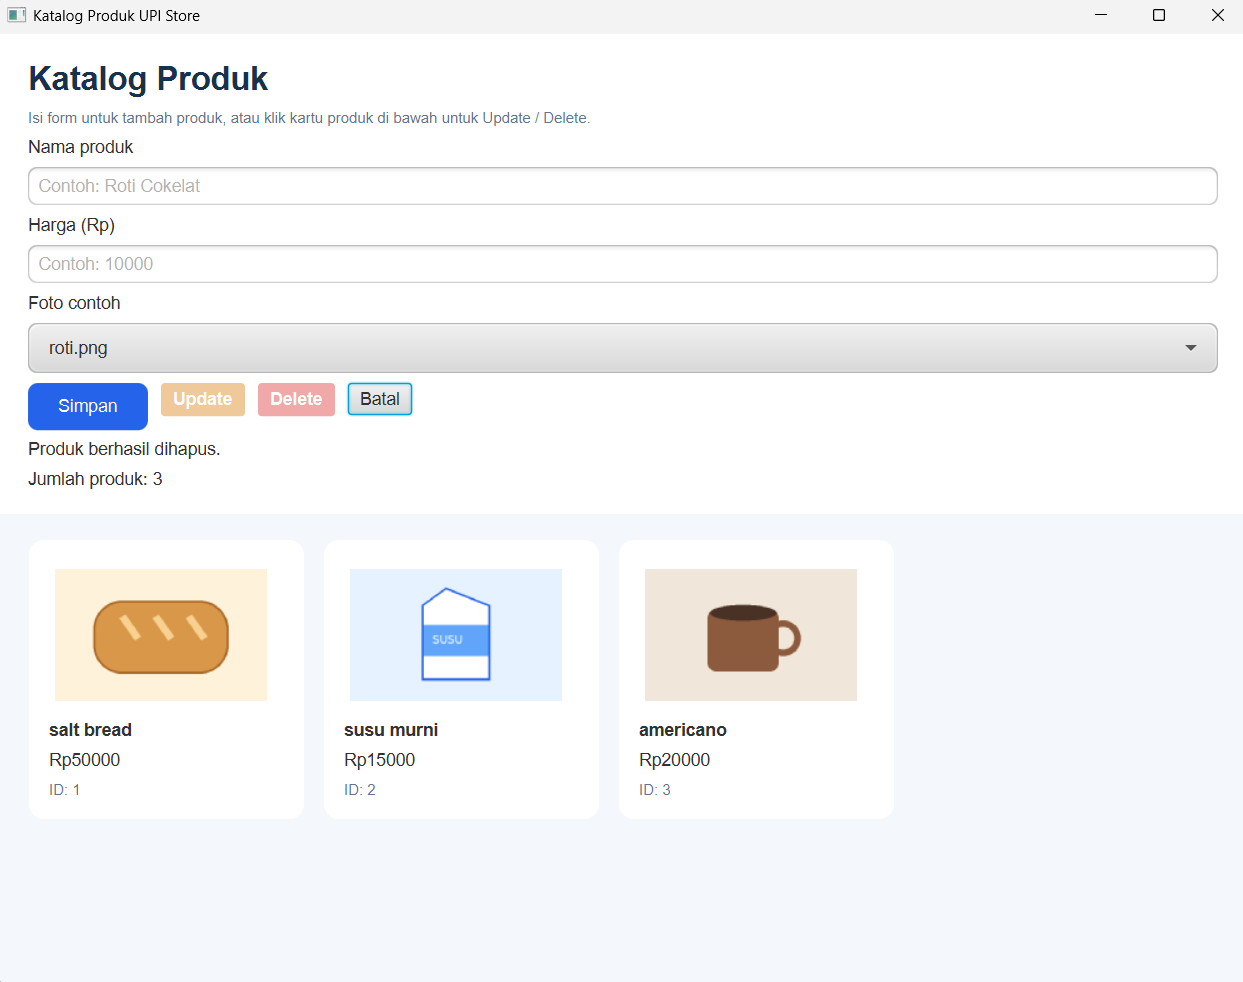 Katalog Produk UPI Store
Katalog Produk
Isi form untuk tambah produk, atau klik kartu produk di bawah untuk Update / Delete.
Nama produk
Contoh: Roti Cokelat
Harga (Rp)
Contoh: 10000
Foto contoh
roti.png
Simpan Update Delete Batal
Produk berhasil dihapus.
Jumlah produk: 3
SUSU
salt bread susu murni americano
Rp50000 Rp15000 Rp20000
ID: 1 ID: 2 ID: 3